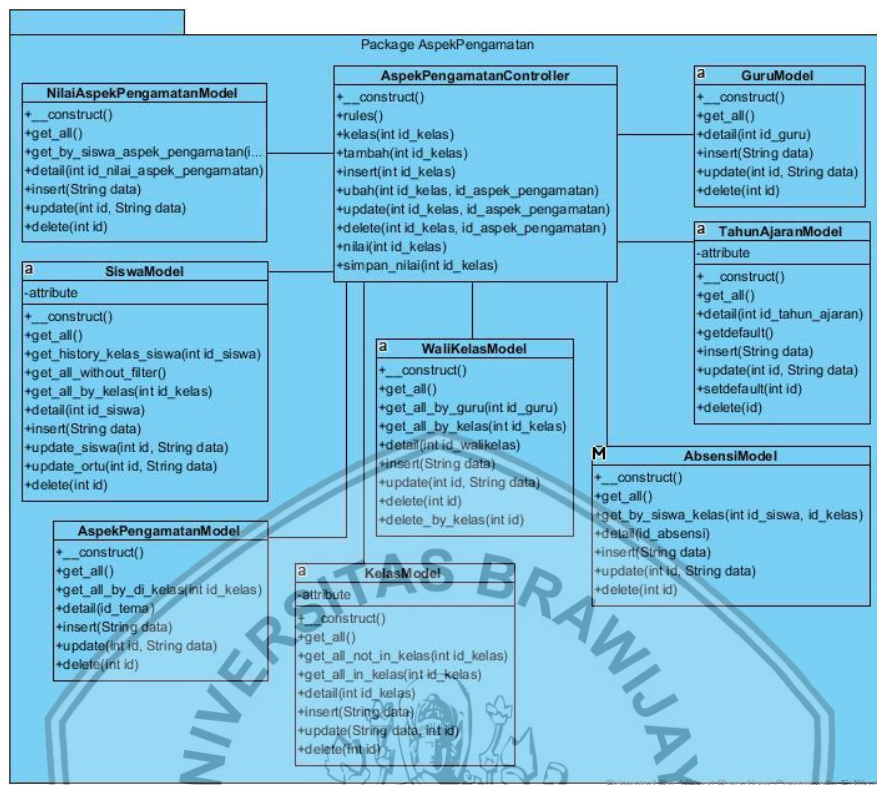 Package AspekPengamatan
NilaiAspekPengamatanModel
+__construct()
+get_all()
+get_by_siswa_aspek_pengamatan(i...
+detail(int id_nilai_aspek_pengamatan)
+insert(String data)
+update(int id, String data)
+delete(int id)
AspekPengamatanController
+__construct()
+rules()
+kelas(int id_kelas)
+tambah(int id_kelas)
+insert(int id_kelas)
+ubah(int id_kelas, id_aspek_pengamatan)
+update(int id_kelas, id_aspek_pengamatan)
+delete(int id_kelas, id_aspek_pengamatan)
+nilai(int id_kelas)
+simpan_nilai(int id_kelas)
a
GuruModel
+__construct()
+get_all()
+detail(int id_guru)
+insert(String data)
+update(int id, String data)
+delete(int id)
a
SiswaModel
-attribute
+__construct()
+get_all()
+get_history_kelas_siswa(int id_siswa)
+get_all_without_filter()
+get_all_by_kelas(int id_kelas)
+detail(int id_siswa)
+insert(String data)
+update_siswa(int id, String data)
+update_ortu(int id, String data)
+delete(int id)
a
TahunAjaranModel
-attribute
+__construct()
+get_all()
+detail(int id_tahun_ajaran)
+getdefault()
+insert(String data)
+update(int id, String data)
+setdefault(int id)
+delete(id)
a
WaliKelasModel
+__construct()
+get_all()
+get_all_by_guru(int id_guru)
+get_all_by_kelas(int id_kelas)
+detail(int id_walikelas)
+insert(String data)
+update(int id, String data)
+delete(int id)
+delete_by_kelas(int id)
M
AbsensiModel
+__construct()
+get_all()
+get_by_siswa_kelas(int id_siswa, id_kelas)
+detail(id_absensi)
+insert(String data)
+update(int id, String data)
+delete(int id)
AspekPengamatanModel
+__construct()
+get_all()
+get_all_by_di_kelas(int id_kelas)
+detail(id_tema)
+insert(String data)
+update(int id, String data)
+delete(int id)
a
KelasModel
-attribute
+__construct()
+get_all()
+get_all_not_in_kelas(int id_kelas)
+get_all_in_kelas(int id_kelas)
+detail(int id_kelas)
+insert(String data)
+update(String data, int id)
+delete(int id)
UNIVERSITAS BRAWIJAY